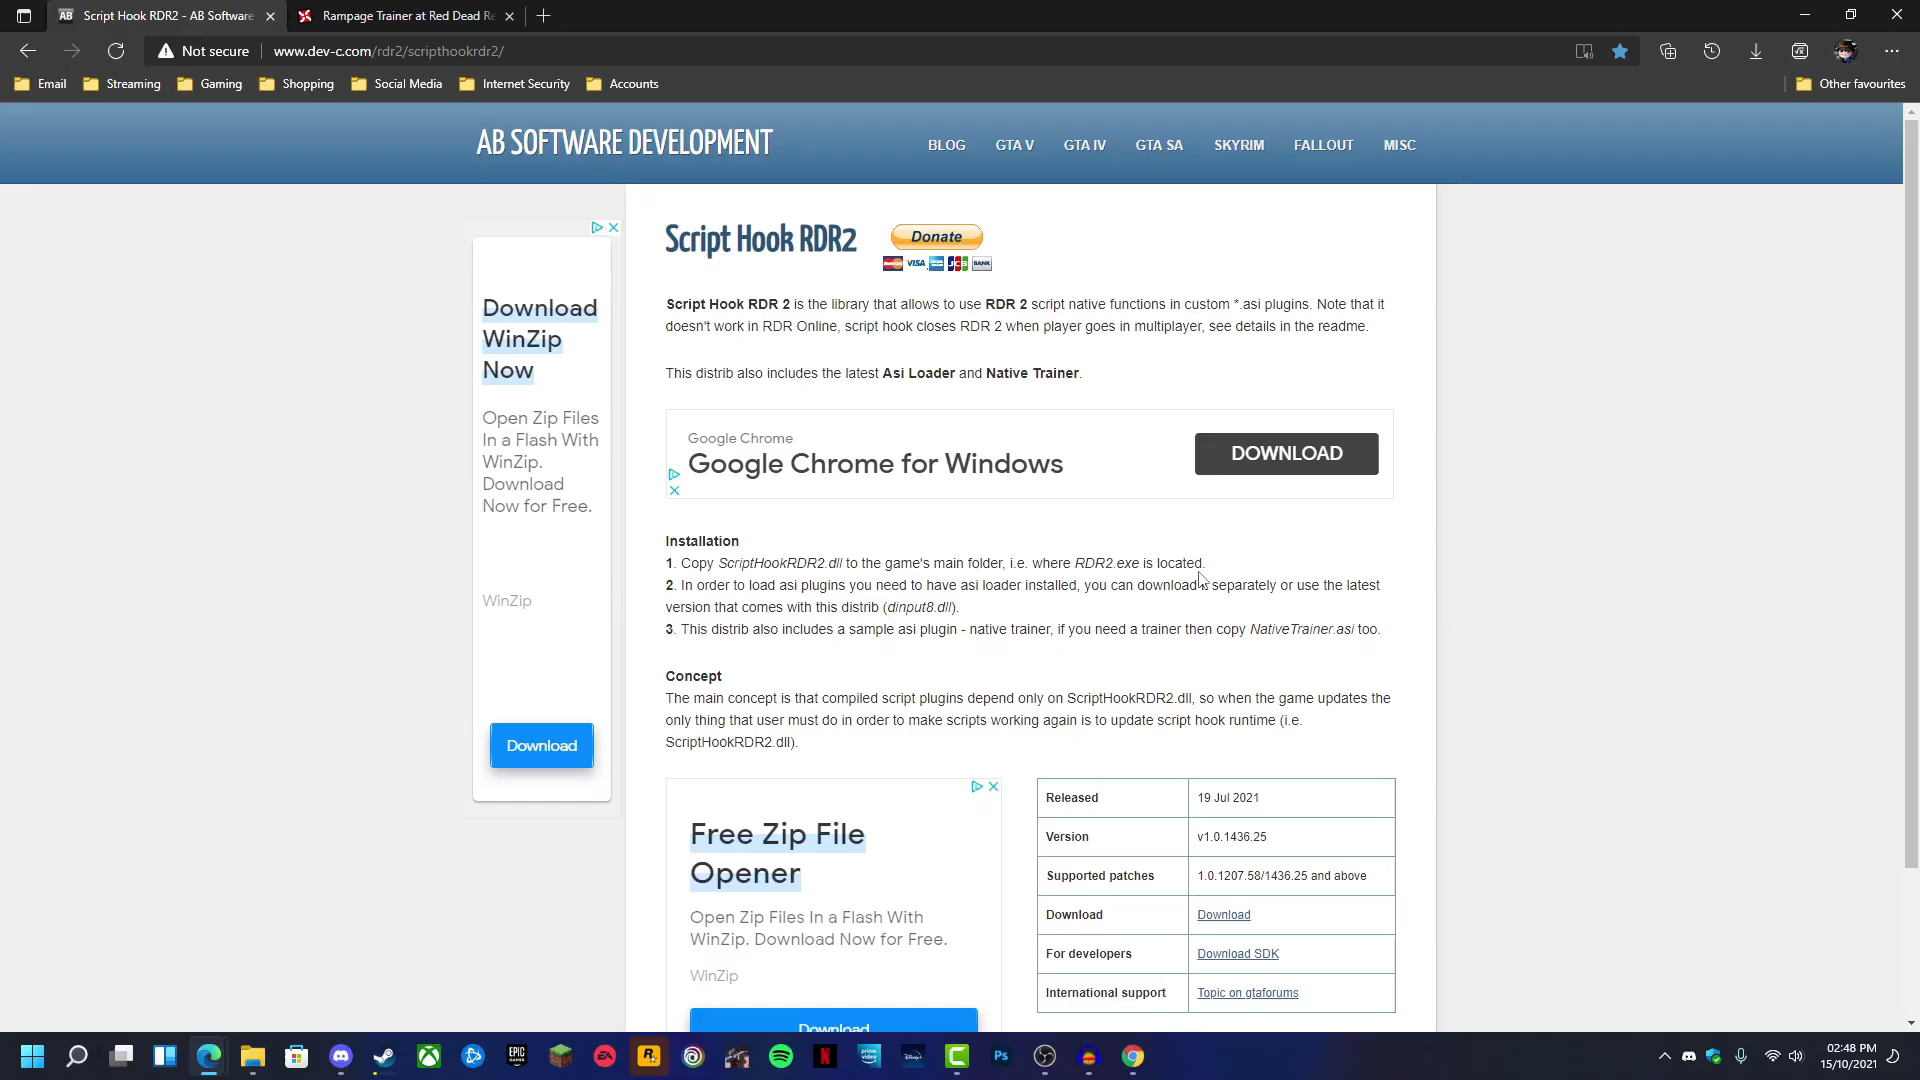 AB Script Hook RDR2 - AB Software
Rampage Trainer at Red Dead Re
Not secure www.dev-c.com/rdr2/scripthookrdr2/
Email Streaming Gaming Shopping Social Media Internet Security Accounts Other favourites
AB SOFTWARE DEVELOPMENT
BLOG GTA V GTA IV GTA SA SKYRIM FALLOUT MISC
Script Hook RDR2
Donate
VISA JCB BANK
Script Hook RDR 2 is the library that allows to use RDR 2 script native functions in custom *.asi plugins. Note that it
doesn't work in RDR Online, script hook closes RDR 2 when player goes in multiplayer, see details in the readme.
This distrib also includes the latest Asi Loader and Native Trainer.
Google Chrome
Google Chrome for Windows
DOWNLOAD
Installation
1. Copy ScriptHookRDR2.dll to the game's main folder, i.e. where RDR2.exe is located.
2. In order to load asi plugins you need to have asi loader installed, you can download separately or use the latest
version that comes with this distrib (dinput8.dll).
3. This distrib also includes a sample asi plugin - native trainer, if you need a trainer then copy NativeTrainer.asi too.
Concept
The main concept is that compiled script plugins depend only on ScriptHookRDR2.dll, so when the game updates the
only thing that user must do in order to make scripts working again is to update script hook runtime (i.e.
ScriptHookRDR2.dll).
Download
WinZip
Now
Open Zip Files
In a Flash With
WinZip.
Download
Now for Free.
WinZip
Download
Free Zip File
Opener
Open Zip Files In a Flash With
WinZip. Download Now for Free.
WinZip
Download
Released 19 Jul 2021
Version v1.0.1436.25
Supported patches 1.0.1207.58/1436.25 and above
Download Download
For developers Download SDK
International support Topic on gtaforums
EPIC GAMES
EA
R
N
prime video
Disney+
C
Ps
02:48 PM
15/10/2021